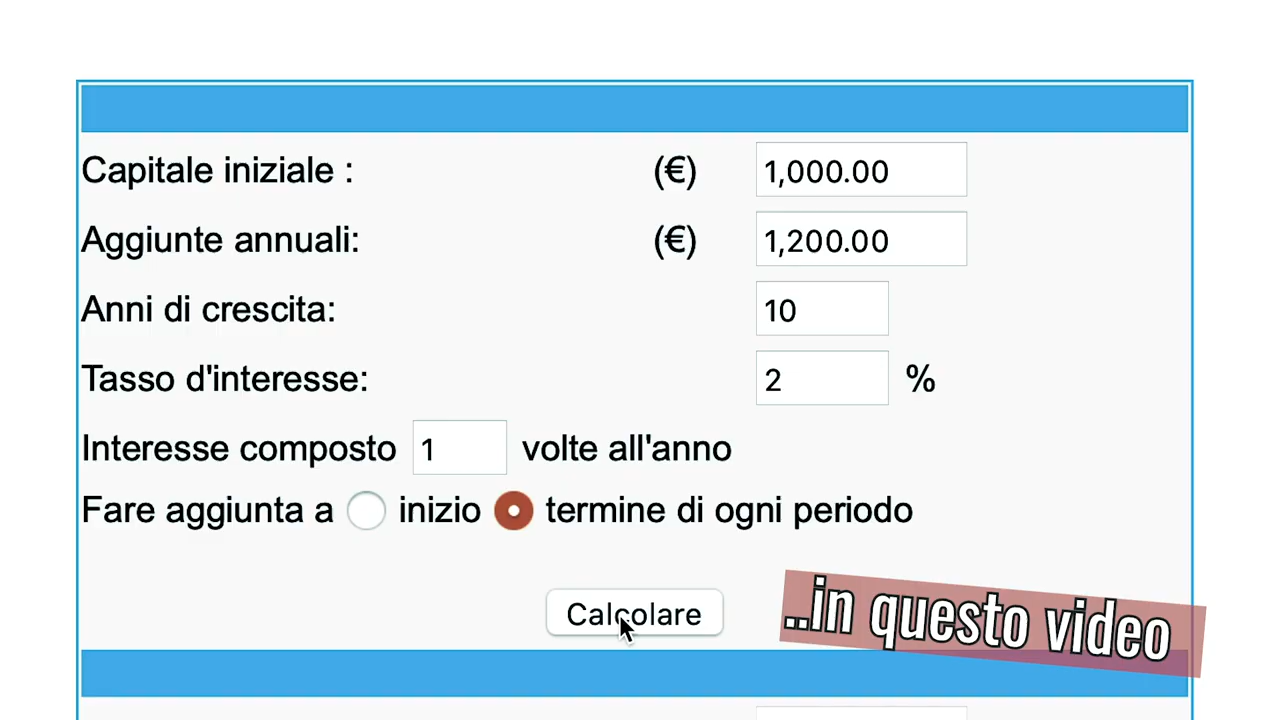 Capitale iniziale : (€) 1,000.00
Aggiunte annuali: (€) 1,200.00
Anni di crescita: 10
Tasso d'interesse: 2 %
Interesse composto 1 volte all'anno
Fare aggiunta a inizio termine di ogni periodo
Calcolare
..in questo video